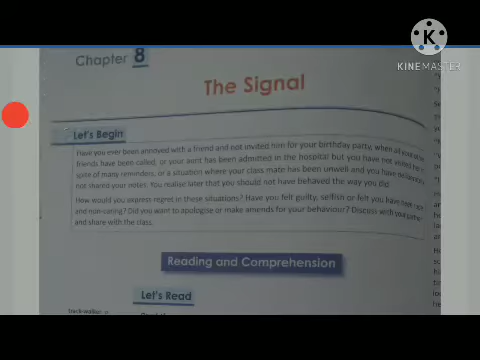 K
KINEMASTER
Chapter 8
The Signal
Let's Begin
Have you ever been annoyed with a friend and not invited him for your birthday party, when all your other
friends have been called, or your aunt has been admitted in the hospital but you have not visited her in
spite of many reminders, or a situation where your class mate has been unwell and you have
not shared your notes. You realise later that you should not have behaved the way you did.
How would you express regret in these situations? Have you felt guilty, selfish or felt you have been
and non-caring? Did you want to apologise or make amends for your behaviour? Discuss with your partner
and share with the class.
Reading and Comprehension
Let's Read